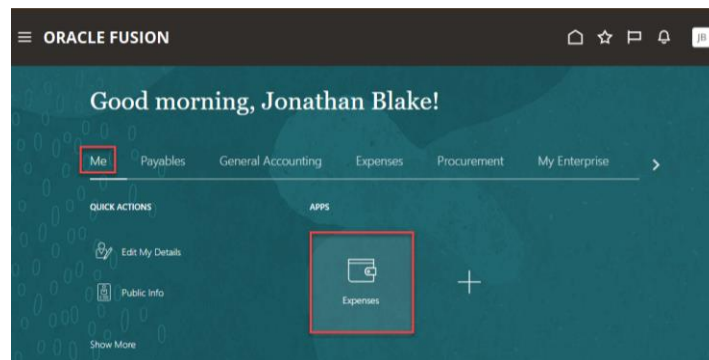 ORACLE FUSION
JB
Good morning, Jonathan Blake!
Me Payables General Accounting Expenses Procurement My Enterprise
QUICK ACTIONS
APPS
Edit My Details
Public Info
Expenses
Show More